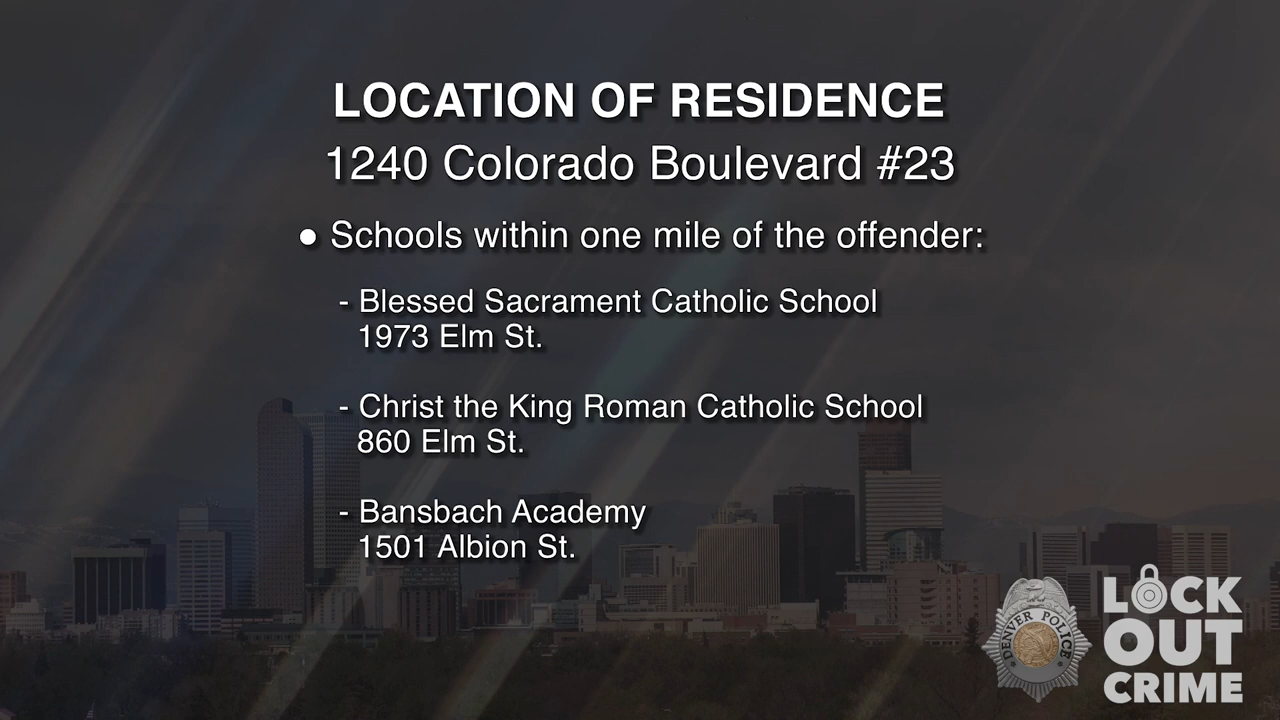 LOCATION OF RESIDENCE
1240 Colorado Boulevard #23
● Schools within one mile of the offender:
- Blessed Sacrament Catholic School
1973 Elm St.
- Christ the King Roman Catholic School
860 Elm St.
- Bansbach Academy
1501 Albion St.
DENVER POLICE
LOCK
OUT
CRIME